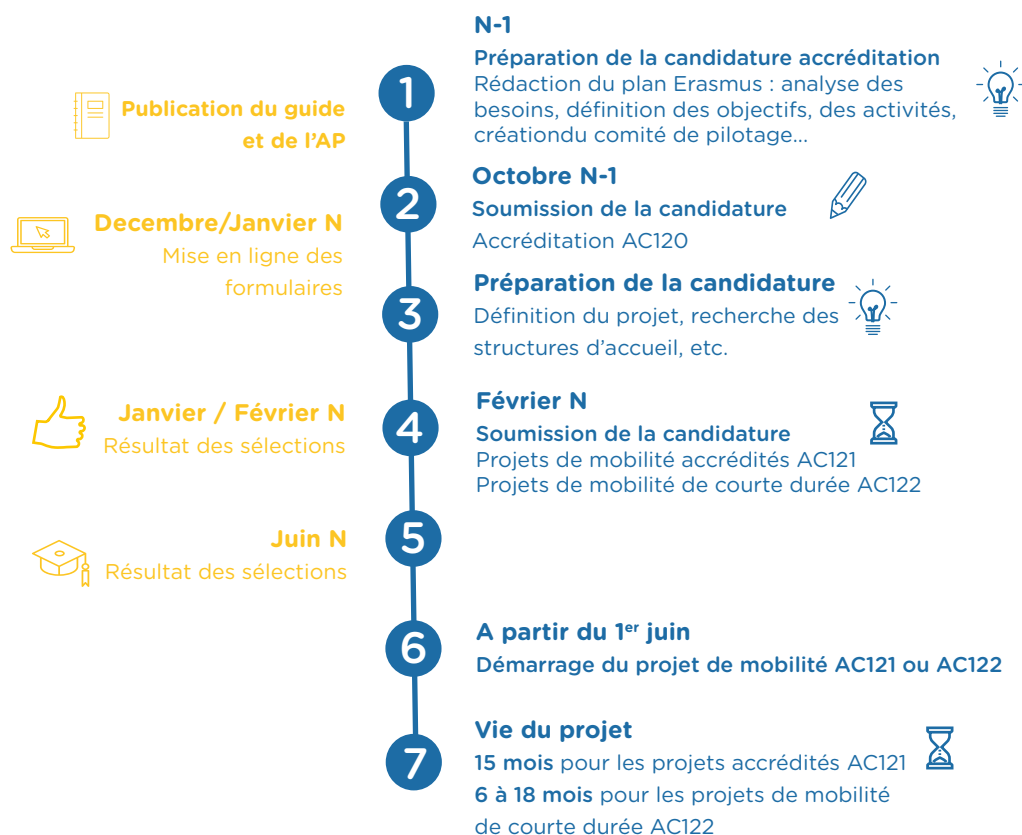 N-1
Préparation de la candidature accréditation
Rédaction du plan Erasmus : analyse des
besoins, définition des objectifs, des activités,
créationdu comité de pilotage...
1
Publication du guide
et de l'AP
Octobre N-1
Soumission de la candidature
Accréditation AC120
2
Decembre/Janvier N
Mise en ligne des
formulaires
Préparation de la candidature
Définition du projet, recherche des
structures d'accueil, etc.
3
Janvier / Février N
Résultat des sélections
4
Février N
Soumission de la candidature
Projets de mobilité accrédités AC121
Projets de mobilité de courte durée AC122
Juin N
Résultat des sélections
5
6
A partir du 1er juin
Démarrage du projet de mobilité AC121 ou AC122
7
Vie du projet
15 mois pour les projets accrédités AC121
6 à 18 mois pour les projets de mobilité
de courte durée AC122